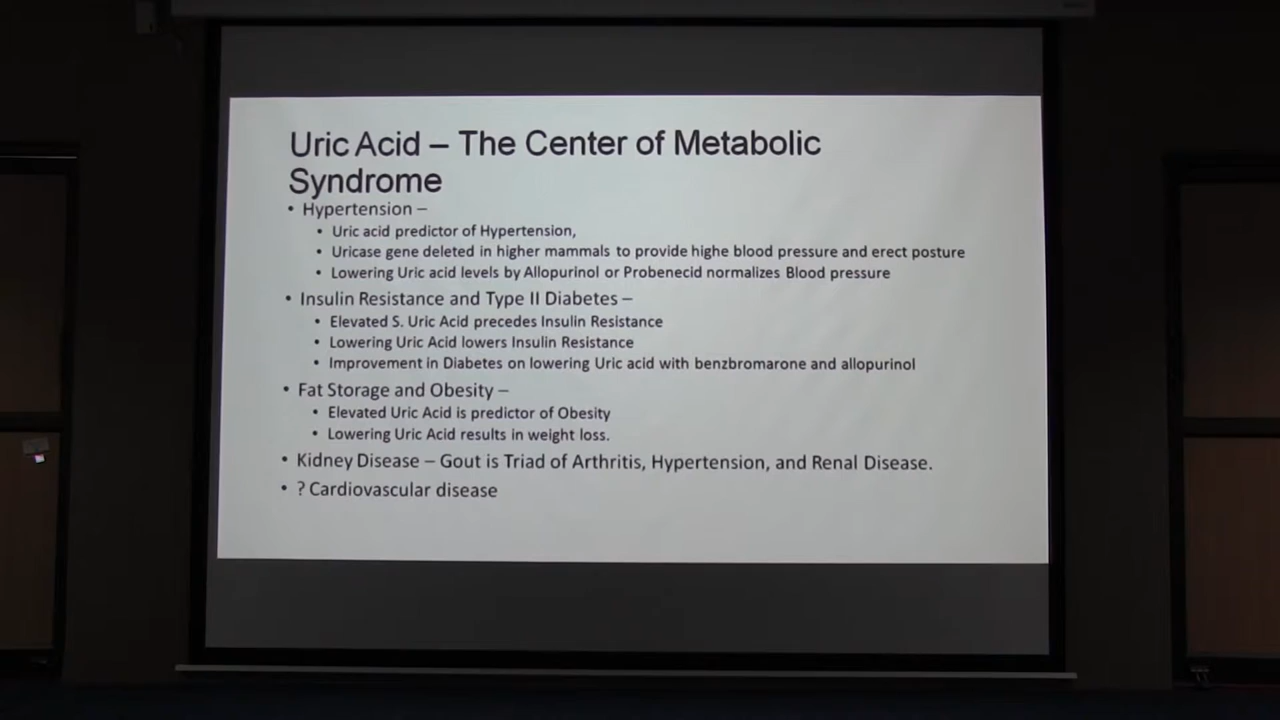 Uric Acid – The Center of Metabolic
Syndrome
• Hypertension –
• Uric acid predictor of Hypertension,
• Uricase gene deleted in higher mammals to provide highe blood pressure and erect posture
• Lowering Uric acid levels by Allopurinol or Probenecid normalizes Blood pressure
• Insulin Resistance and Type II Diabetes –
• Elevated S. Uric Acid precedes Insulin Resistance
• Lowering Uric Acid lowers Insulin Resistance
• Improvement in Diabetes on lowering Uric acid with benzbromarone and allopurinol
• Fat Storage and Obesity –
• Elevated Uric Acid is predictor of Obesity
• Lowering Uric Acid results in weight loss.
• Kidney Disease – Gout is Triad of Arthritis, Hypertension, and Renal Disease.
• ? Cardiovascular disease